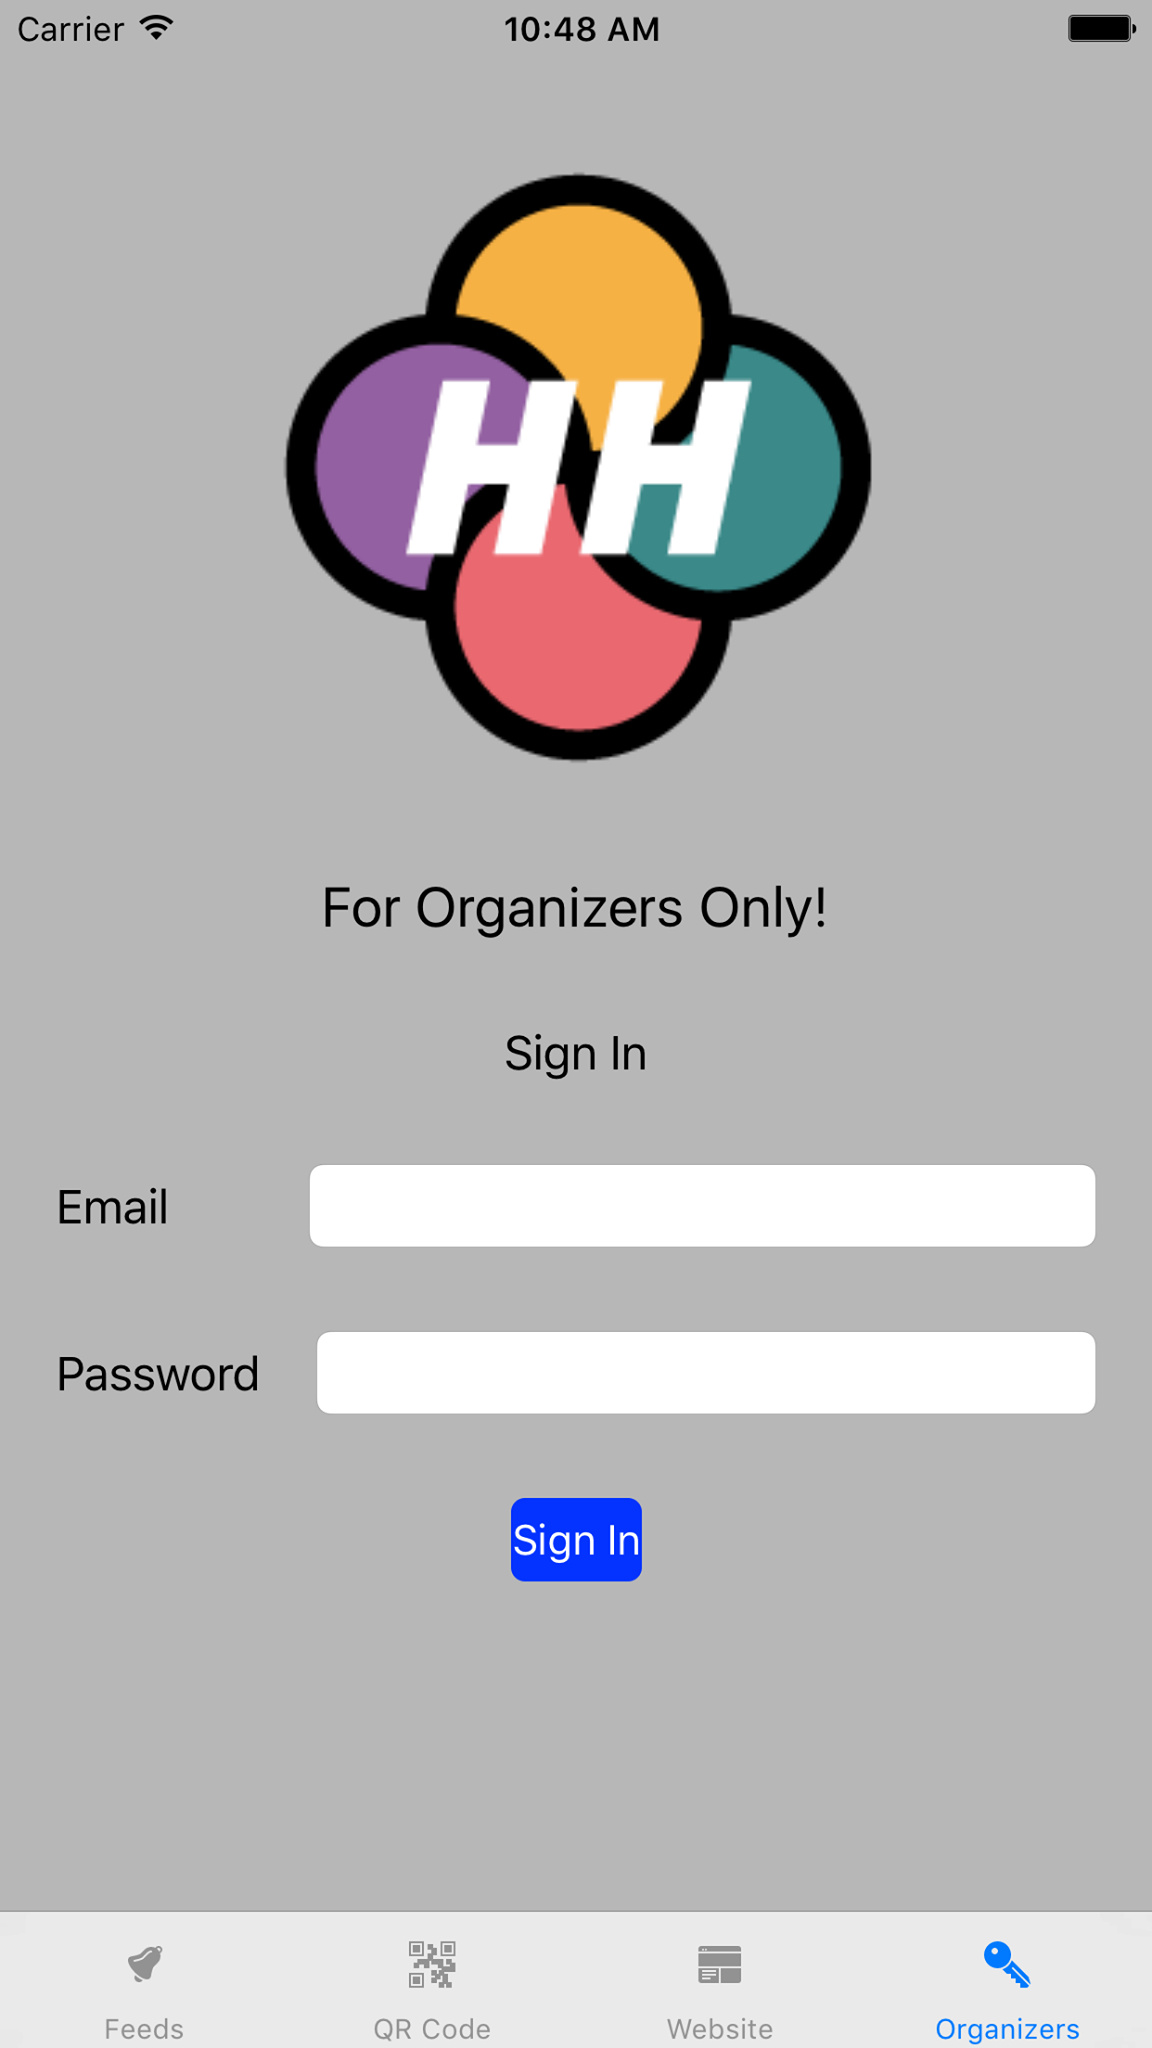 Carrier 10:48 AM
HH
For Organizers Only!
Sign In
Email
Password
Sign In
Feeds QR Code Website Organizers